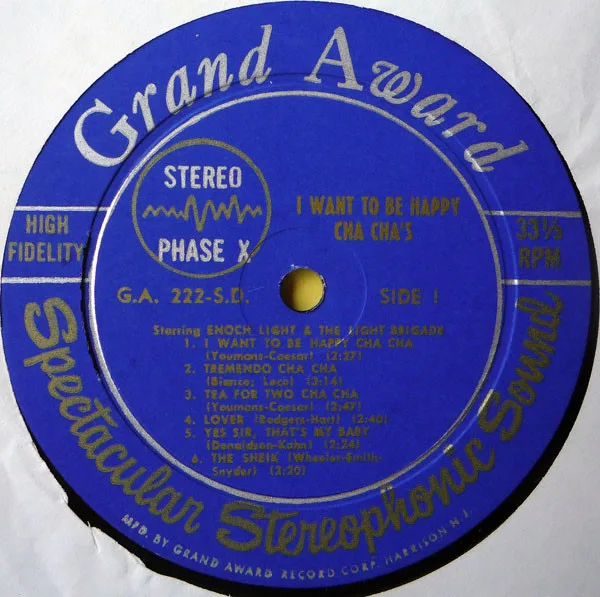 Grand Award
STEREO
PHASE X
I WANT TO BE HAPPY
CHA CHA'S
HIGH
FIDELITY
33⅓
RPM
G.A. 222-S.D.
SIDE 1
Starring ENOCH LIGHT & THE LIGHT BRIGADE
1. I WANT TO BE HAPPY CHA CHA
(Youmans-Caesar) (2:27)
2. TREMENDO CHA CHA
(Bianco; Loco) (3:14)
3. TEA FOR TWO CHA CHA
(Youmans-Caesar) (2:47)
4. LOVER (Rodgers-Hart) (2:40)
5. YES SIR, THAT'S MY BABY
(Donaldson-Kahn) (2:24)
6. THE SHEIK (Wheeler-Smith-
Snyder) (2:20)
Spectacular Stereophonic Sound
MFD. BY GRAND AWARD RECORD CORP. HARRISON N.J.